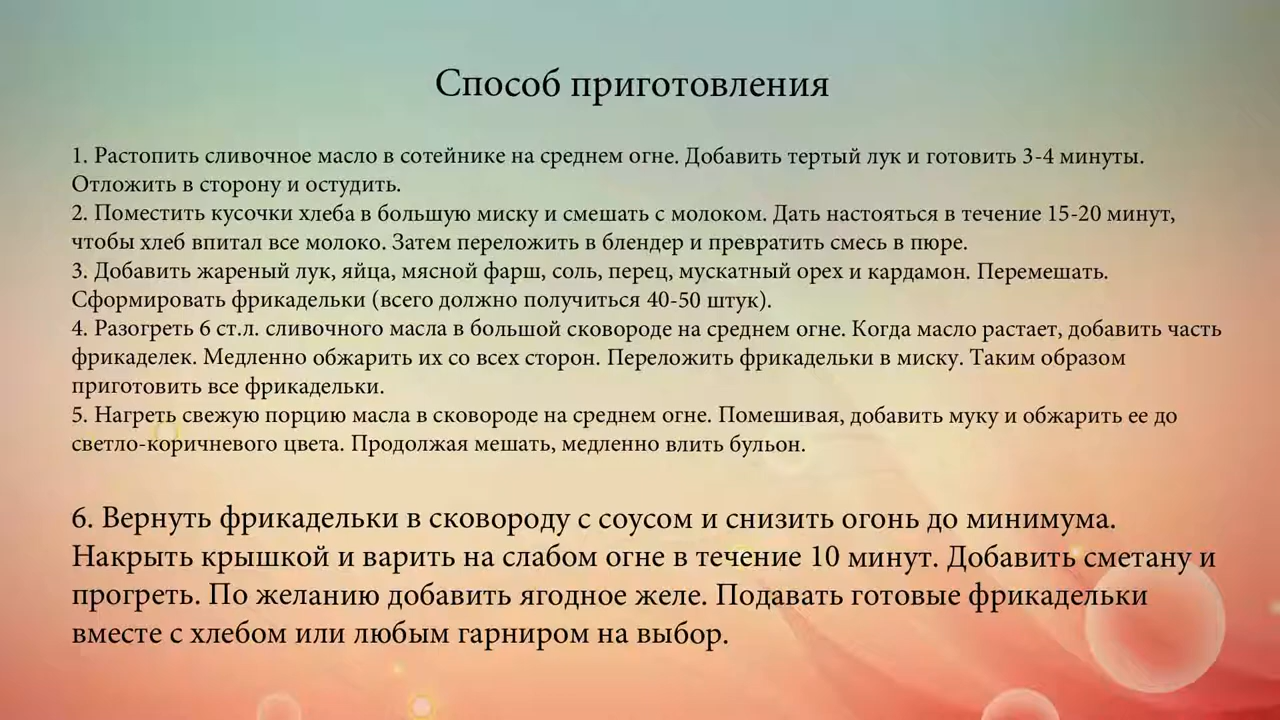 Способ приготовления
1. Растопить сливочное масло в сотейнике на среднем огне. Добавить тертый лук и готовить 3-4 минуты.
Отложить в сторону и остудить.
2. Поместить кусочки хлеба в большую миску и смешать с молоком. Дать настояться в течение 15-20 минут,
чтобы хлеб впитал все молоко. Затем переложить в блендер и превратить смесь в пюре.
3. Добавить жареный лук, яйца, мясной фарш, соль, перец, мускатный орех и кардамон. Перемешать.
Сформировать фрикадельки (всего должно получиться 40-50 штук).
4. Разогреть 6 ст.л. сливочного масла в большой сковороде на среднем огне. Когда масло растает, добавить часть
фрикаделек. Медленно обжарить их со всех сторон. Переложить фрикадельки в миску. Таким образом
приготовить все фрикадельки.
5. Нагреть свежую порцию масла в сковороде на среднем огне. Помешивая, добавить муку и обжарить ее до
светло-коричневого цвета. Продолжая мешать, медленно влить бульон.
6. Вернуть фрикадельки в сковороду с соусом и снизить огонь до минимума.
Накрыть крышкой и варить на слабом огне в течение 10 минут. Добавить сметану и
прогреть. По желанию добавить ягодное желе. Подавать готовые фрикадельки
вместе с хлебом или любым гарниром на выбор.